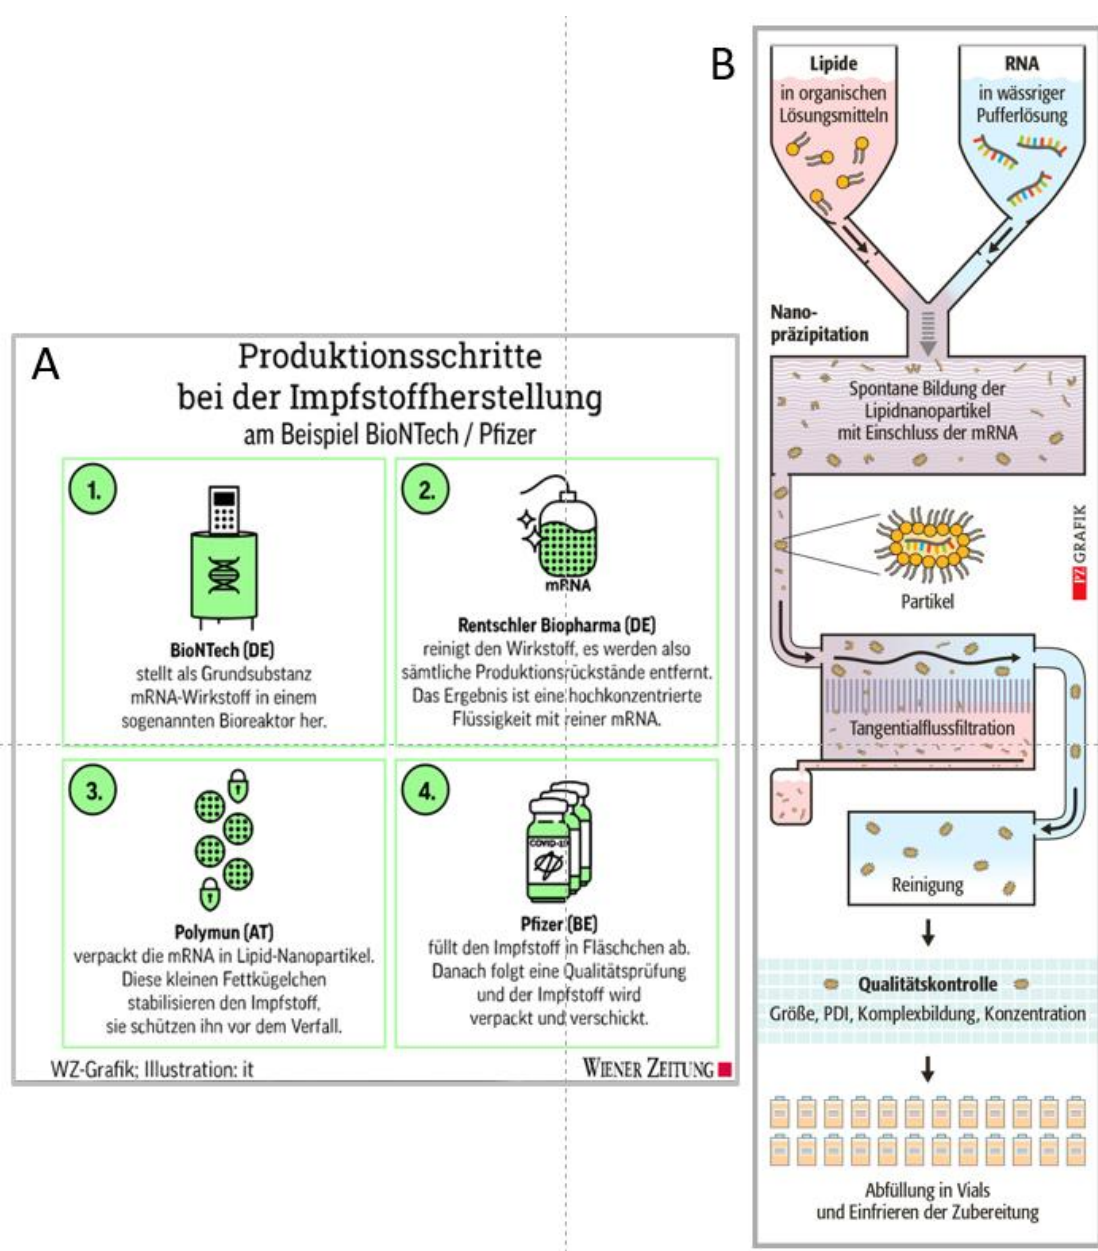 A
Produktionsschritte
bei der Impfstoffherstellung
am Beispiel BioNTech / Pfizer
1.
BioNTech (DE)
stellt als Grundsubstanz
mRNA-Wirkstoff in einem
sogenannten Bioreaktor her.
2.
mRNA
Rentschler Biopharma (DE)
reinigt den Wirkstoff, es werden also
sämtliche Produktionsrückstände entfernt.
Das Ergebnis ist eine hochkonzentrierte
Flüssigkeit mit reiner mRNA.
3.
Polymun (AT)
verpackt die mRNA in Lipid-Nanopartikel.
Diese kleinen Fettkügelchen
stabilisieren den Impfstoff,
sie schützen ihn vor dem Verfall.
4.
COVID-19
Pfizer (BE)
füllt den Impfstoff in Fläschchen ab.
Danach folgt eine Qualitätsprüfung
und der Impfstoff wird
verpackt und verschickt.
WZ-Grafik; Illustration: it
WIENER ZEITUNG
B
Lipide
in organischen
Lösungsmitteln
RNA
in wässriger
Pufferlösung
Nano-
präzipitation
Spontane Bildung der
Lipidnanopartikel
mit Einschluss der mRNA
Partikel
PZ GRAFIK
Tangentialflussfiltration
Reinigung
Qualitätskontrolle
Größe, PDI, Komplexbildung, Konzentration
Abfüllung in Vials
und Einfrieren der Zubereitung